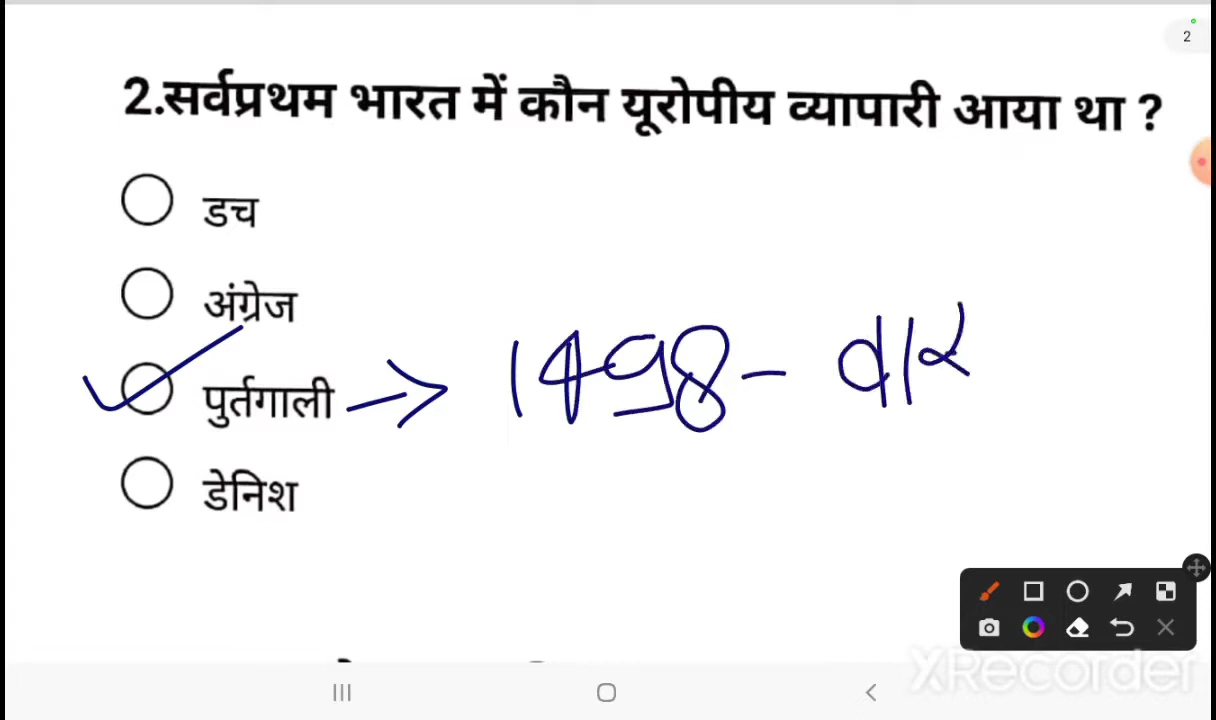 2
2.सर्वप्रथम भारत में कौन यूरोपीय व्यापारी आया था ?
डच
अंग्रेज
पुर्तगाली → 1498 -
डेनिश
XRecorder